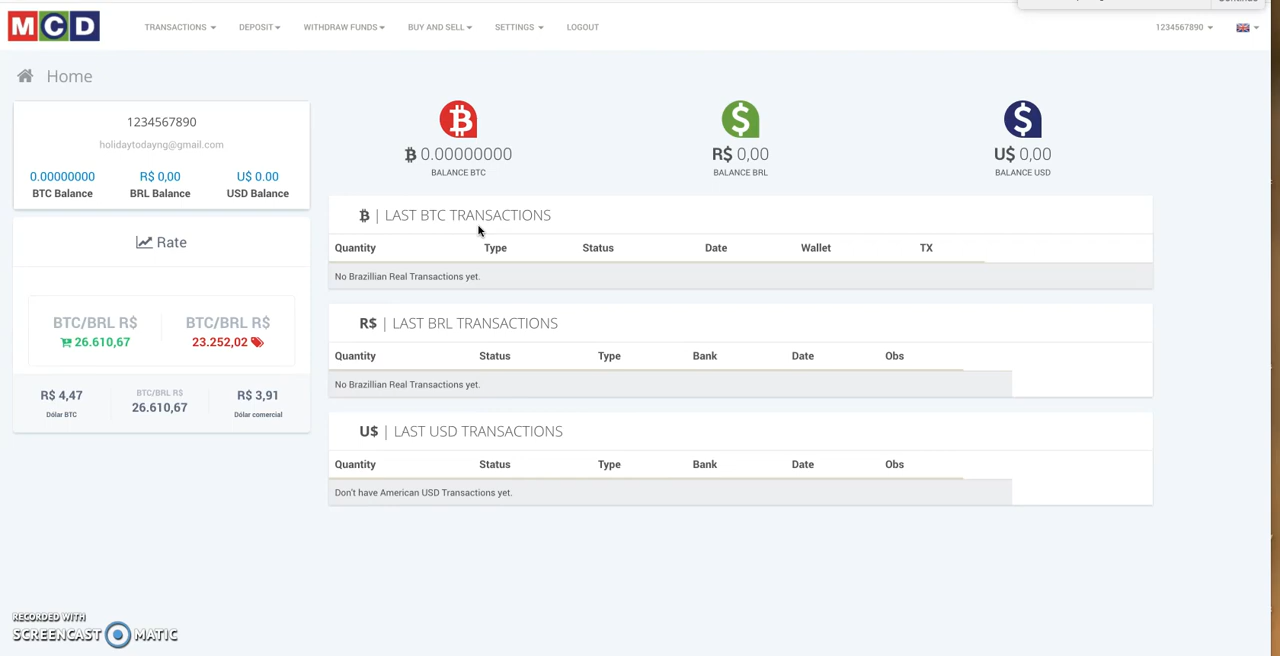 MCD
TRANSACTIONS DEPOSIT WITHDRAW FUNDS BUY AND SELL SETTINGS LOGOUT 1234567890
Home
1234567890
holidaytodayng@gmail.com
0.00000000 R$ 0,00 U$ 0.00
BTC Balance BRL Balance USD Balance
Rate
BTC/BRL R$ BTC/BRL R$
26.610,67 23.252,02
R$ 4,47 BTC/BRL R$ R$ 3,91
Dólar BTC 26.610,67 Dólar comercial
₿ 0.00000000 R$ 0,00 U$ 0,00
BALANCE BTC BALANCE BRL BALANCE USD
₿ | LAST BTC TRANSACTIONS
Quantity Type Status Date Wallet TX
No Brazillian Real Transactions yet.
R$ | LAST BRL TRANSACTIONS
Quantity Status Type Bank Date Obs
No Brazillian Real Transactions yet.
U$ | LAST USD TRANSACTIONS
Quantity Status Type Bank Date Obs
Don't have American USD Transactions yet.
RECORDED WITH
SCREENCAST MATIC